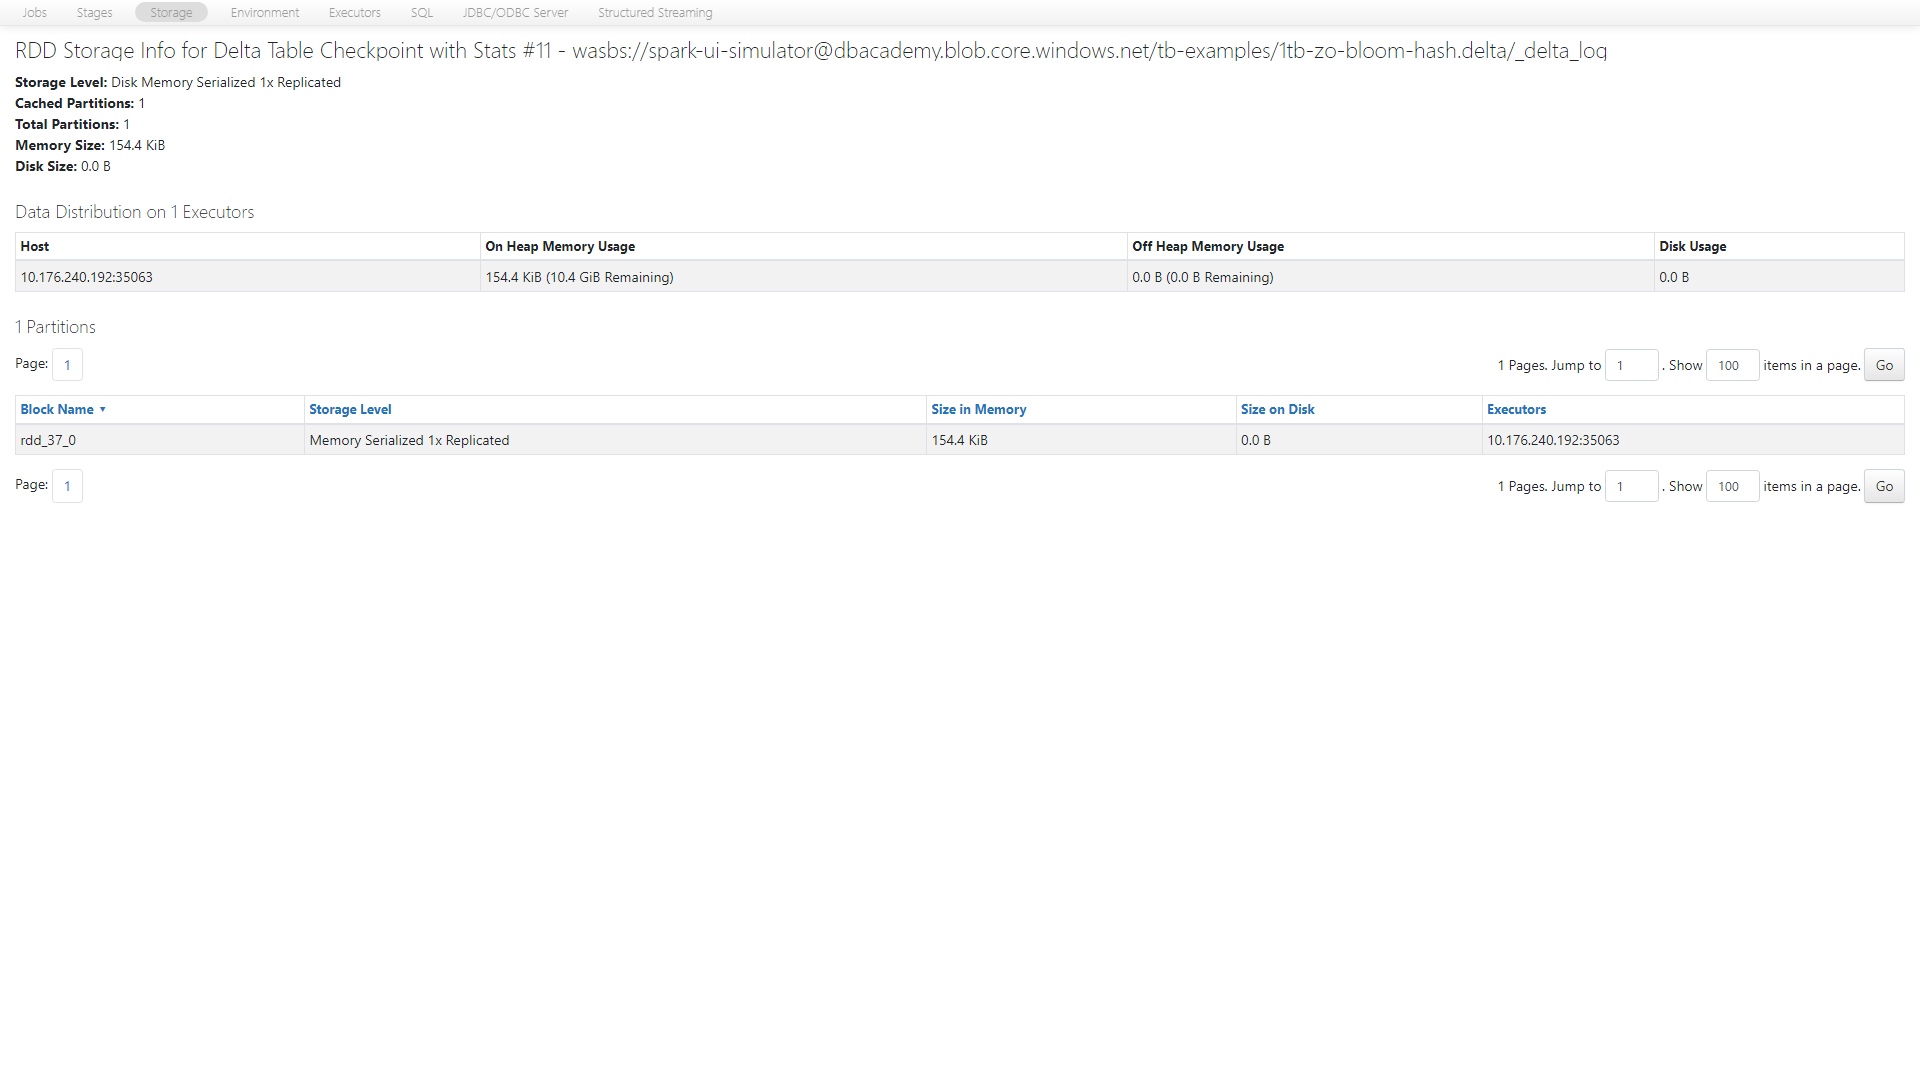 Jobs Stages Storage Environment Executors SQL JDBC/ODBC Server Structured Streaming
RDD Storage Info for Delta Table Checkpoint with Stats #11 - wasbs://spark-ui-simulator@dbacademy.blob.core.windows.net/tb-examples/1tb-zo-bloom-hash.delta/_delta_log
Storage Level: Disk Memory Serialized 1x Replicated
Cached Partitions: 1
Total Partitions: 1
Memory Size: 154.4 KiB
Disk Size: 0.0 B
Data Distribution on 1 Executors
Host On Heap Memory Usage Off Heap Memory Usage Disk Usage
10.176.240.192:35063 154.4 KiB (10.4 GiB Remaining) 0.0 B (0.0 B Remaining) 0.0 B
1 Partitions
Page: 1 1 Pages. Jump to 1 . Show 100 items in a page. Go
Block Name ▾ Storage Level Size in Memory Size on Disk Executors
rdd_37_0 Memory Serialized 1x Replicated 154.4 KiB 0.0 B 10.176.240.192:35063
Page: 1 1 Pages. Jump to 1 . Show 100 items in a page. Go